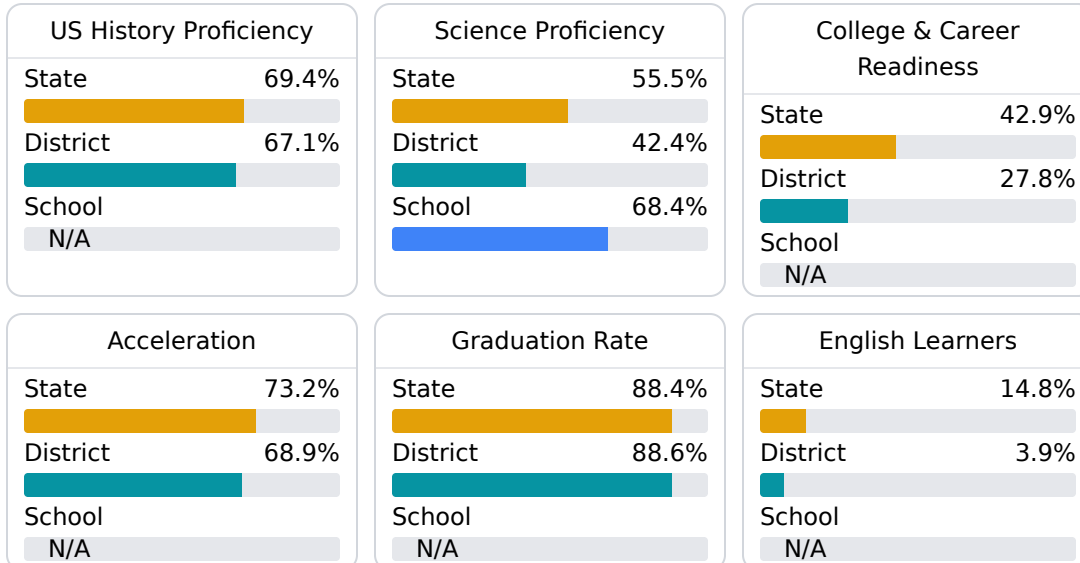 US History Proficiency
State 69.4%
District 67.1%
School
N/A
Science Proficiency
State 55.5%
District 42.4%
School 68.4%
College & Career
Readiness
State 42.9%
District 27.8%
School
N/A
Acceleration
State 73.2%
District 68.9%
School
N/A
Graduation Rate
State 88.4%
District 88.6%
School
N/A
English Learners
State 14.8%
District 3.9%
School
N/A